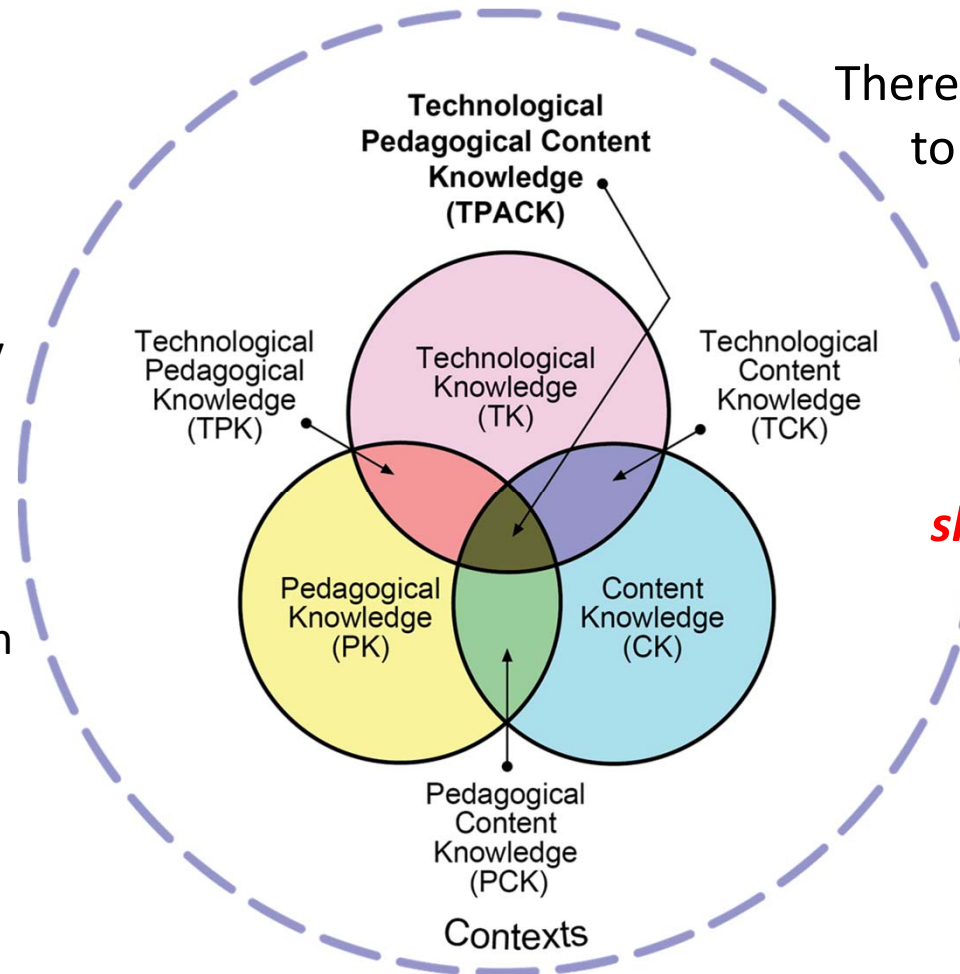 There
to
Technological
Pedagogical Content
Knowledge
(TPACK)
Technological
Pedagogical
Knowledge
(TPK)
Technological
Knowledge
(TK)
Technological
Content
Knowledge
(TCK)
Pedagogical
Knowledge
(PK)
Content
Knowledge
(CK)
Pedagogical
Content
Knowledge
(PCK)
Contexts